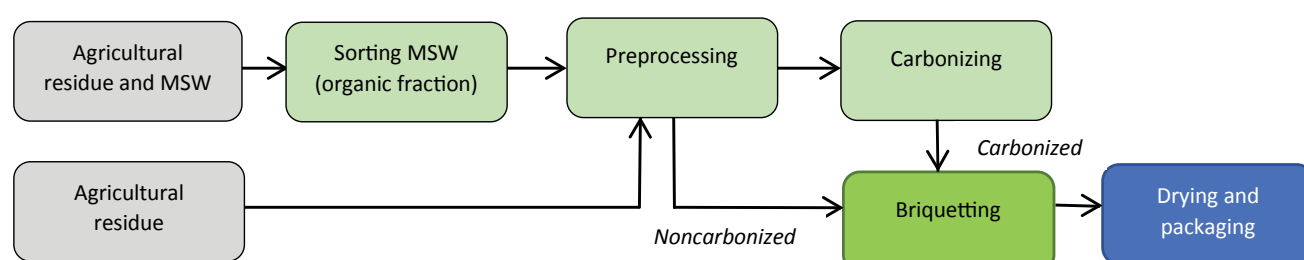 Agricultural
residue and MSW
Sorting MSW
(organic fraction)
Preprocessing
Carbonizing
Carbonized
Agricultural
residue
Noncarbonized
Briquetting
Drying and
packaging